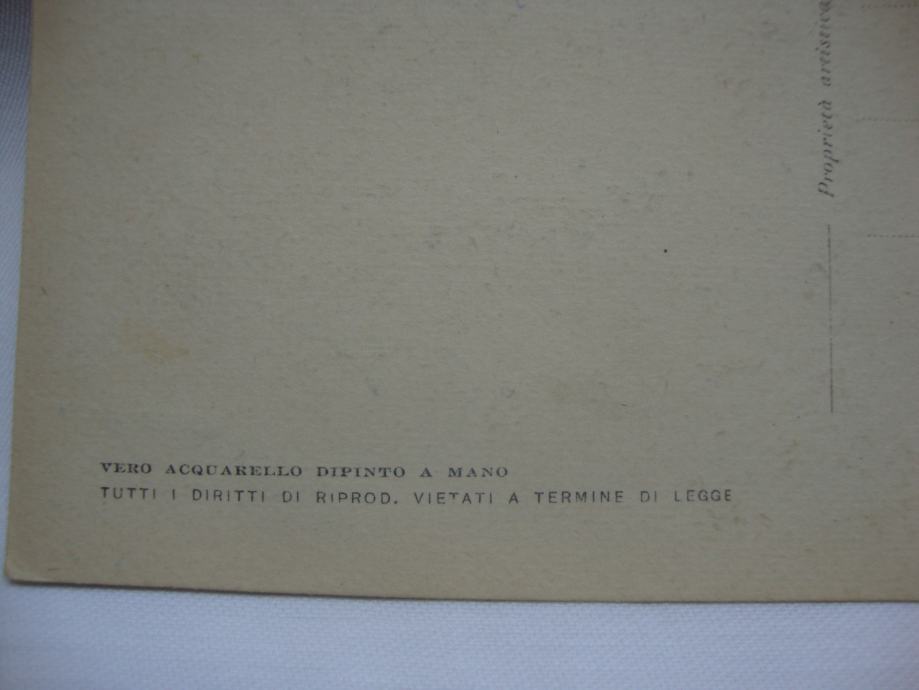 VERO ACQUARELLO DIPINTO A MANO
TUTTI I DIRITTI DI RIPROD. VIETATI A TERMINE DI LEGGE
Proprietà artistica